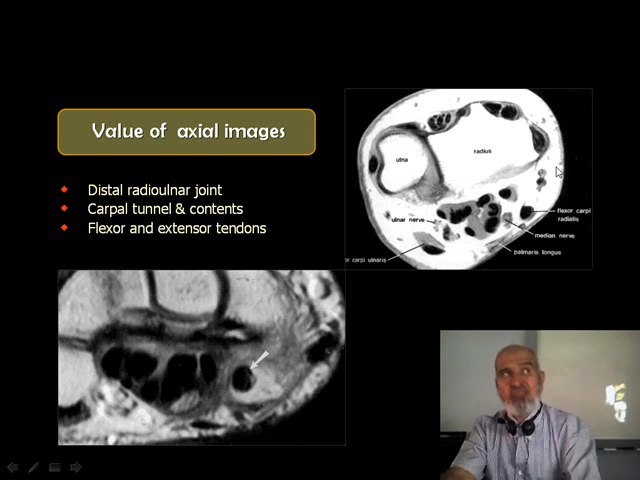 Value of axial images
Distal radioulnar joint
Carpal tunnel & contents
Flexor and extensor tendons
ulna
radius
ulnar nerve
flexor carpi
radialis
median nerve
palmaris longus
or carpi ulnaris